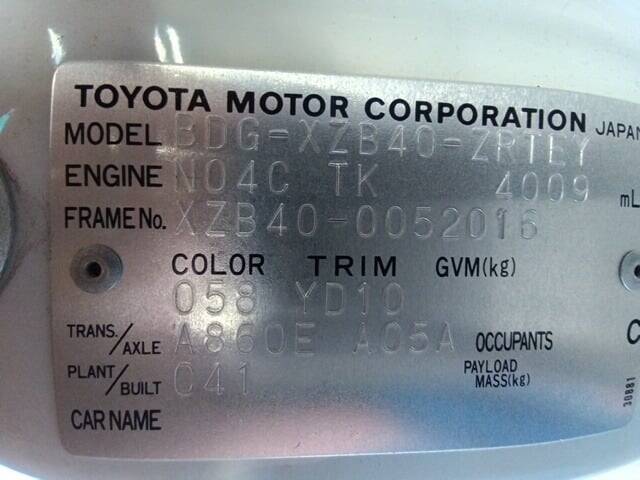 TOYOTA MOTOR CORPORATION JAPAN
MODEL BDG-XZB40-ZRTEY
ENGINE N04C TK 4009 mL
FRAME No. XZB40-0052016
COLOR TRIM GVM(kg)
058 YD10
TRANS./AXLE A860E A05A OCCUPANTS
PLANT/BUILT 041 PAYLOAD MASS(kg)
CAR NAME
30881